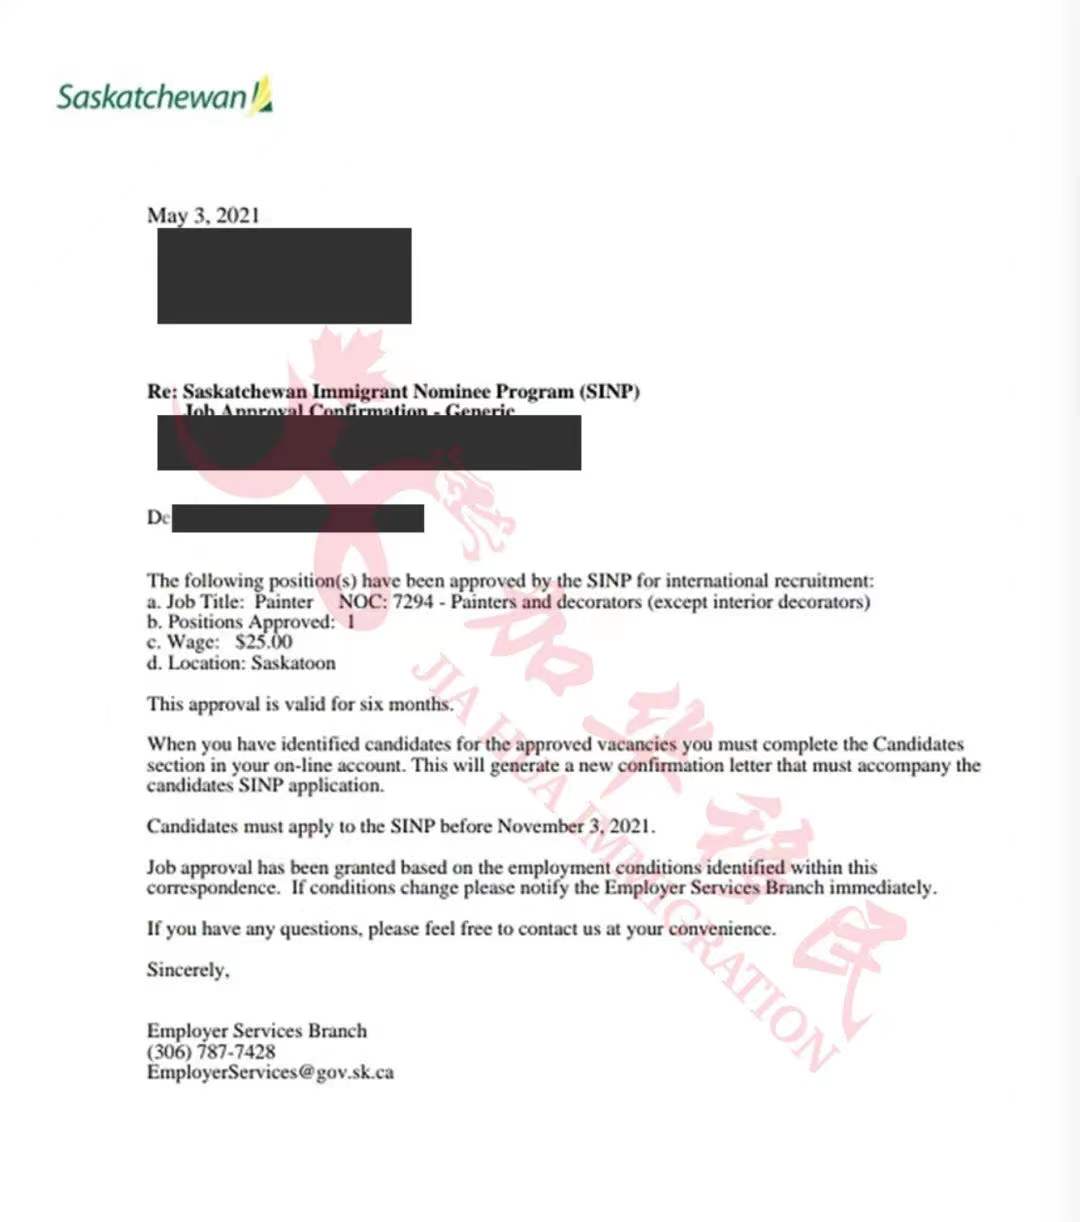 Saskatchewan
May 3, 2021
Re: Saskatchewan Immigrant Nominee Program (SINP)
Job Approval Confirmation - Generic
De
The following position(s) have been approved by the SINP for international recruitment:
a. Job Title: Painter NOC: 7294 - Painters and decorators (except interior decorators)
b. Positions Approved: 1
c. Wage: $25.00
d. Location: Saskatoon
This approval is valid for six months.
When you have identified candidates for the approved vacancies you must complete the Candidates
section in your on-line account. This will generate a new confirmation letter that must accompany the
candidates SINP application.
Candidates must apply to the SINP before November 3, 2021.
Job approval has been granted based on the employment conditions identified within this
correspondence. If conditions change please notify the Employer Services Branch immediately.
If you have any questions, please feel free to contact us at your convenience.
Sincerely,
Employer Services Branch
(306) 787-7428
EmployerServices@gov.sk.ca
加华移民
JIA HUA IMMIGRATION